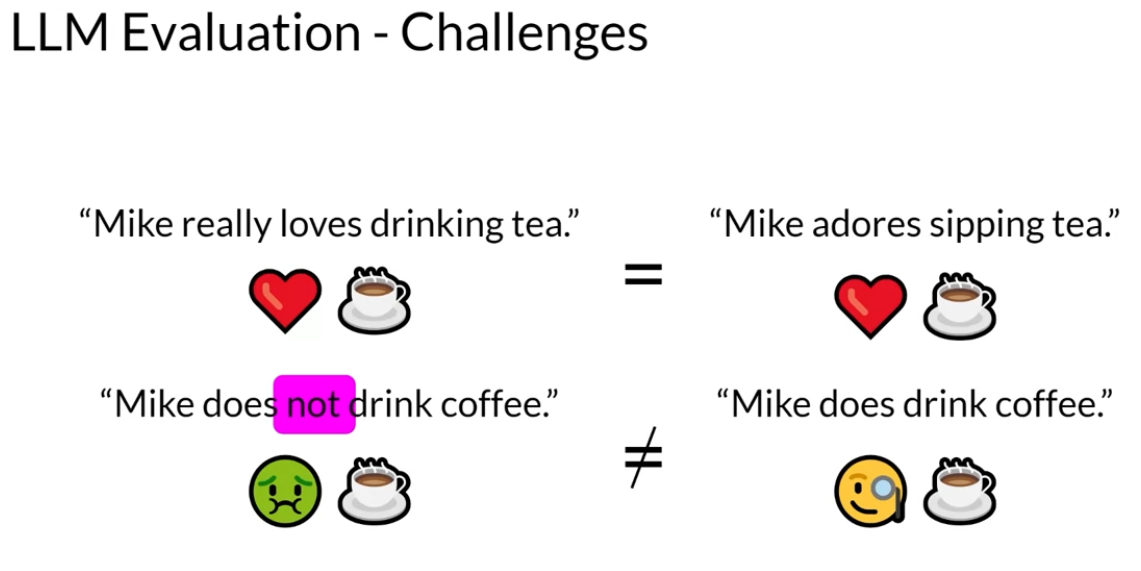 LLM Evaluation - Challenges
“Mike really loves drinking tea.” = “Mike adores sipping tea.”
“Mike does not drink coffee.” ≠ “Mike does drink coffee.”